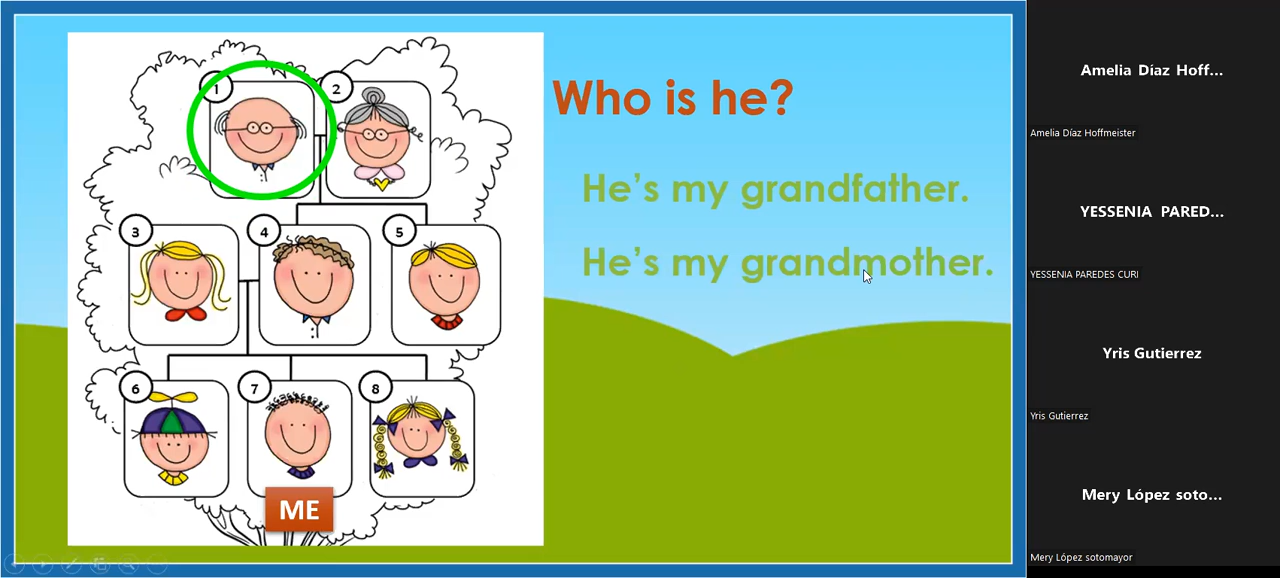 1
2
Who is he?
He's my grandfather.
He's my grandmother.
3
4
5
6
7
8
ME
Amelia Díaz Hoff...
Amelia Díaz Hoffmeister
YESSENIA PARED...
YESSENIA PAREDES CURI
Yris Gutierrez
Yris Gutierrez
Mery López soto...
Mery López sotomayor